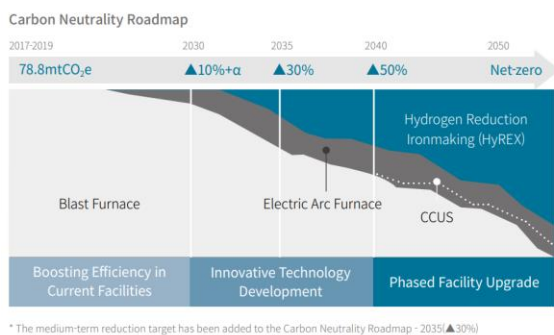 Carbon Neutrality Roadmap
2017-2019 2030 2035 2040 2050
78.8mtCO₂e ▲10%+α ▲30% ▲50% Net-zero
Hydrogen Reduction
Ironmaking (HyREX)
Blast Furnace Electric Arc Furnace
CCUS
Boosting Efficiency in
Current Facilities
Innovative Technology
Development
Phased Facility Upgrade
* The medium-term reduction target has been added to the Carbon Neutrality Roadmap - 2035(▲30%)